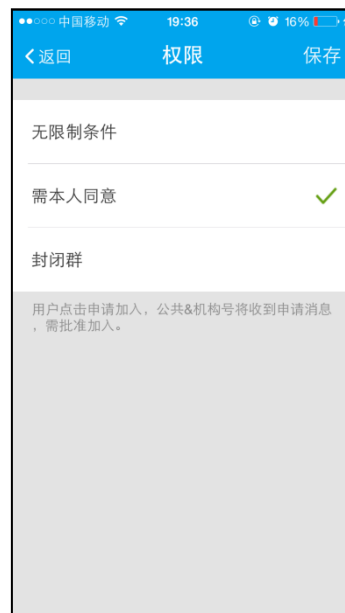 中国移动 19:36 16%
返回 权限 保存
无限制条件
需本人同意
封闭群
用户点击申请加入，公共&机构号将收到申请消息
，需批准加入。